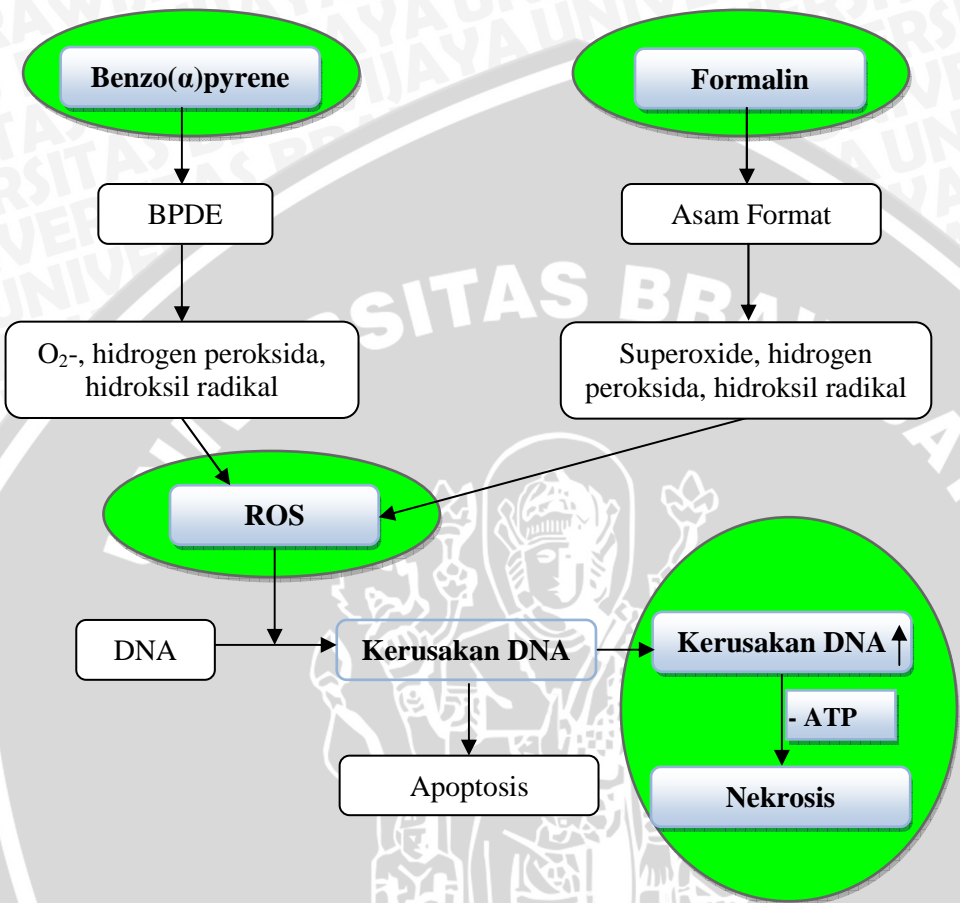 Benzo(α)pyrene
Formalin
BPDE
Asam Format
O₂-, hidrogen peroksida,
hidroksil radikal
Superoxide, hidrogen
peroksida, hidroksil radikal
ROS
DNA
Kerusakan DNA
Kerusakan DNA
- ATP
Apoptosis
Nekrosis